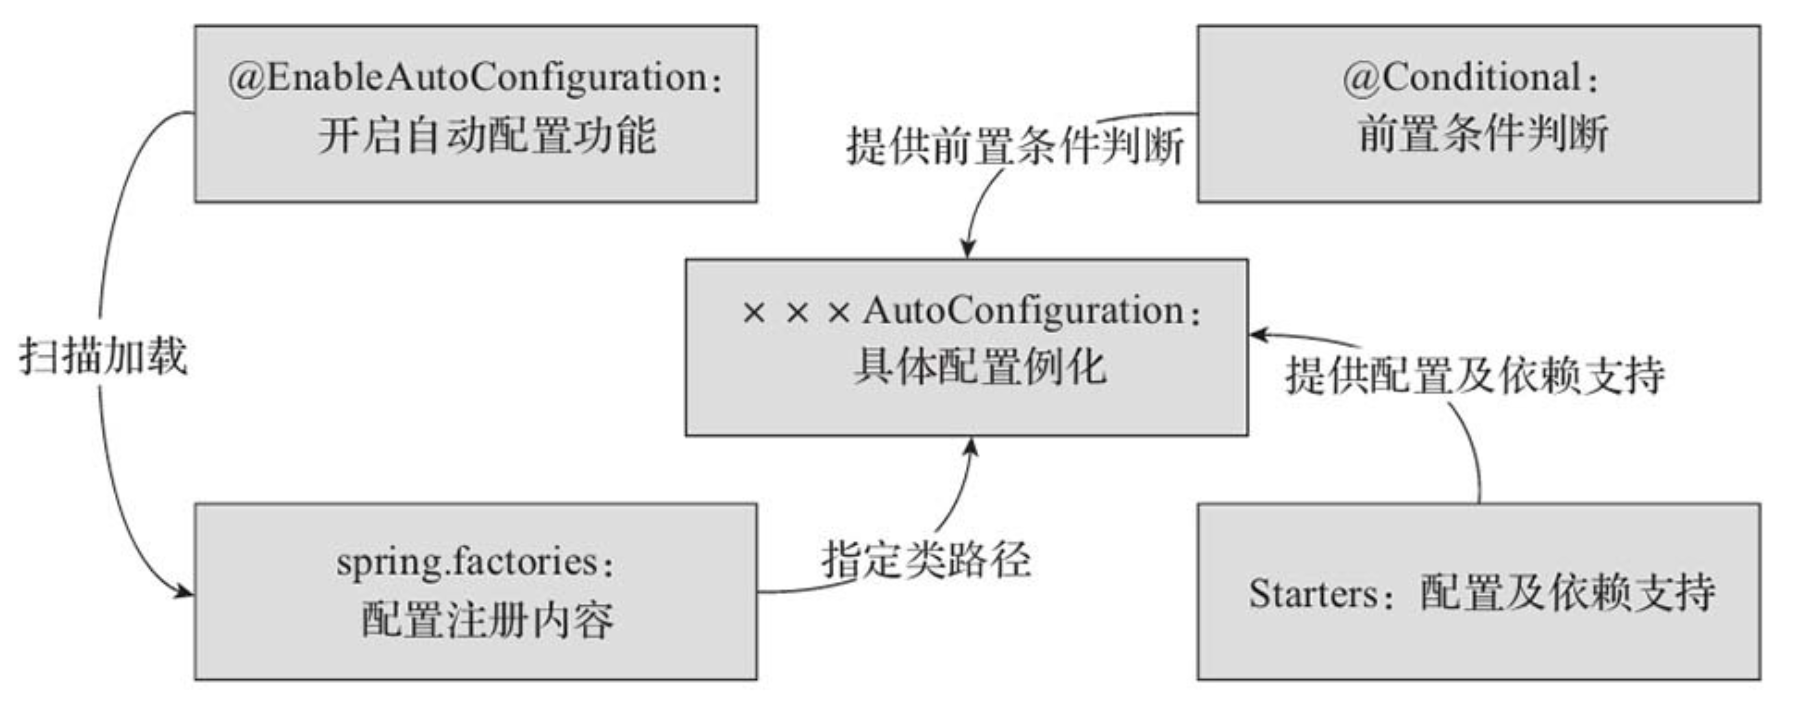 @EnableAutoConfiguration：
开启自动配置功能
@Conditional：
前置条件判断
提供前置条件判断
×××AutoConfiguration：
具体配置例化
扫描加载
提供配置及依赖支持
spring.factories：
配置注册内容
指定类路径
Starters：配置及依赖支持